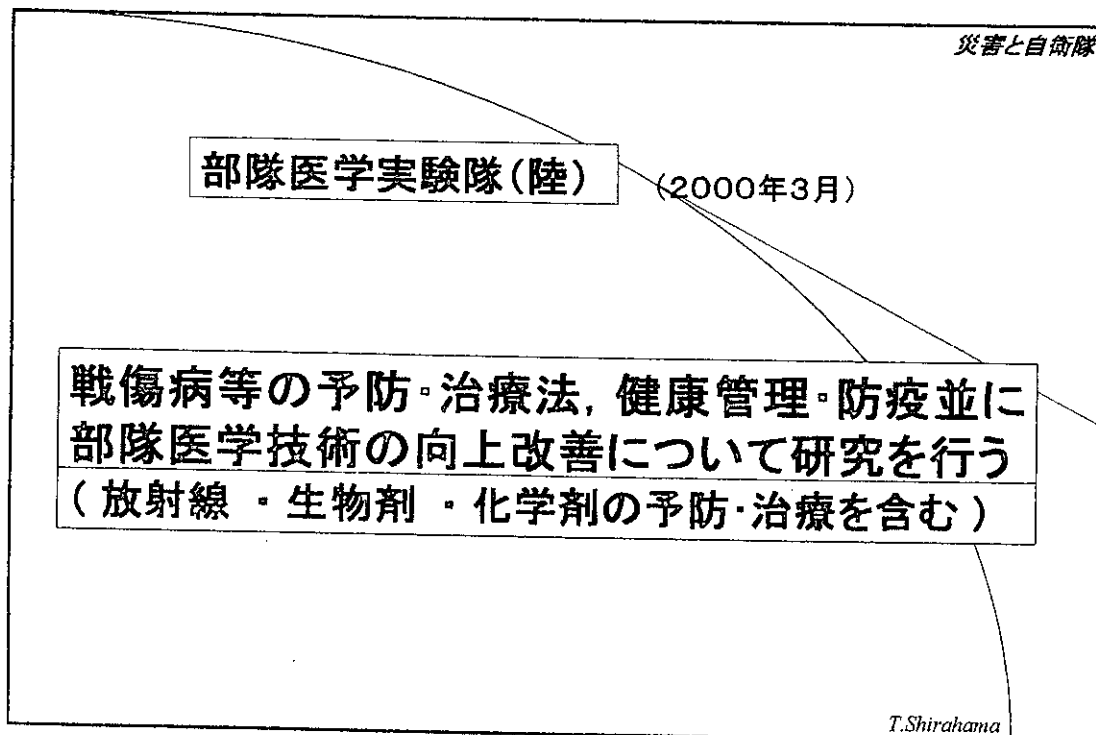 災害と自衛隊
部隊医学実験隊(陸)
(2000年3月)
戦傷病等の予防・治療法, 健康管理・防疫並に
部隊医学技術の向上改善について研究を行う
( 放射線 ・生物剤 ・化学剤の予防・治療を含む )
T.Shirahama